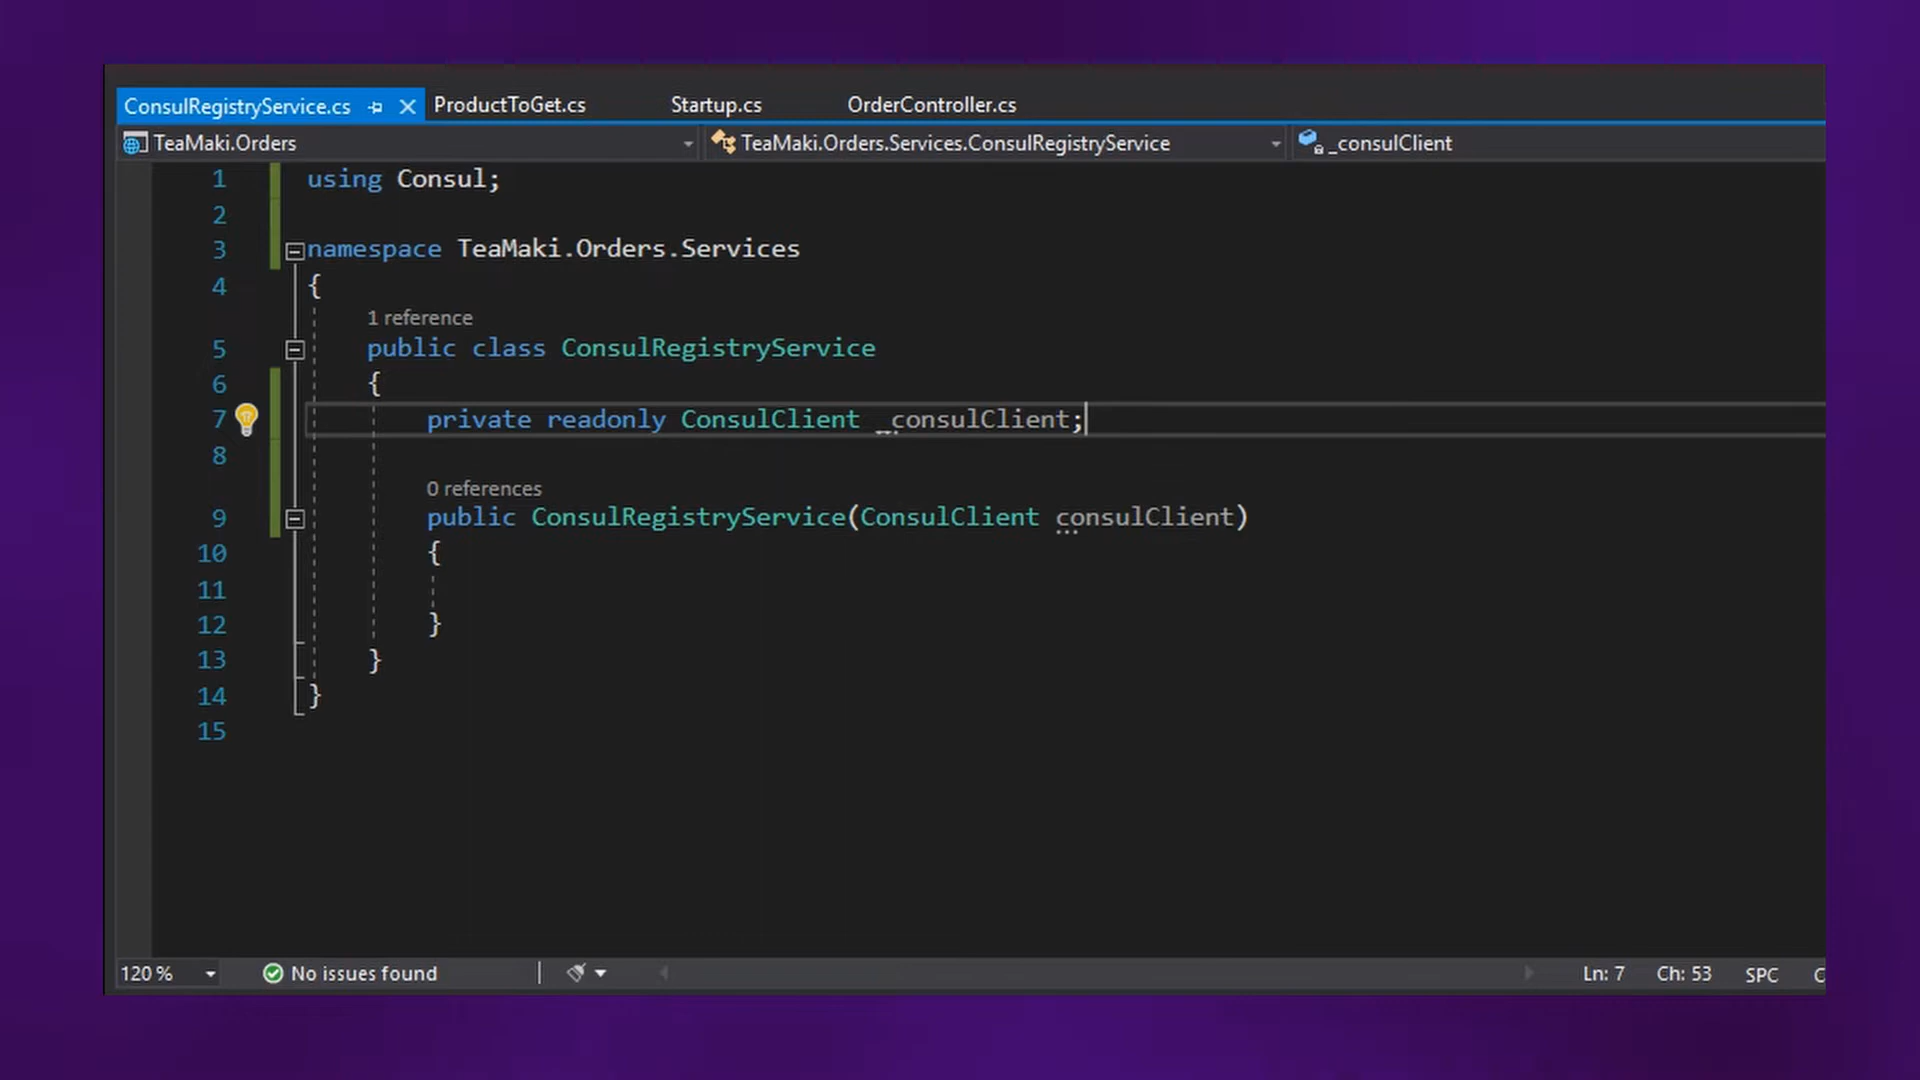 ConsulRegistryService.cs ProductToGet.cs Startup.cs OrderController.cs
TeaMaki.Orders TeaMaki.Orders.Services.ConsulRegistryService _consulClient
1 using Consul;
2
3 namespace TeaMaki.Orders.Services
4 {
1 reference
5 public class ConsulRegistryService
6 {
7 private readonly ConsulClient _consulClient;
8
0 references
9 public ConsulRegistryService(ConsulClient consulClient)
10 {
11
12 }
13 }
14 }
15
120 % No issues found Ln: 7 Ch: 53 SPC